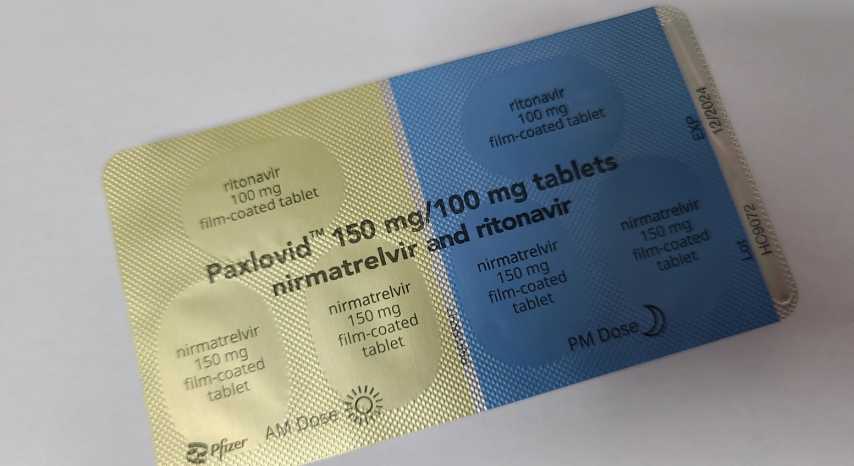 ritonavir
100 mg
film-coated tablet
ritonavir
100 mg
film-coated tablet
Paxlovid™ 150 mg/100 mg tablets
nirmatrelvir and ritonavir
nirmatrelvir
150 mg
film-coated
tablet
nirmatrelvir
150 mg
film-coated
tablet
nirmatrelvir
150 mg
film-coated
tablet
nirmatrelvir
150 mg
film-coated
tablet
Pfizer
AM Dose
PM Dose
EXP
12/2024
Lot
HC9072